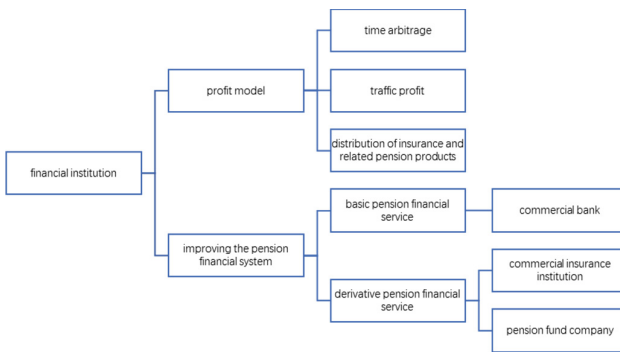 time arbitrage
profit model
traffic profit
distribution of insurance and
related pension products
financial institution
basic pension financial
service
commercial bank
improving the pension
financial system
commercial insurance
institution
derivative pension financial
service
pension fund company